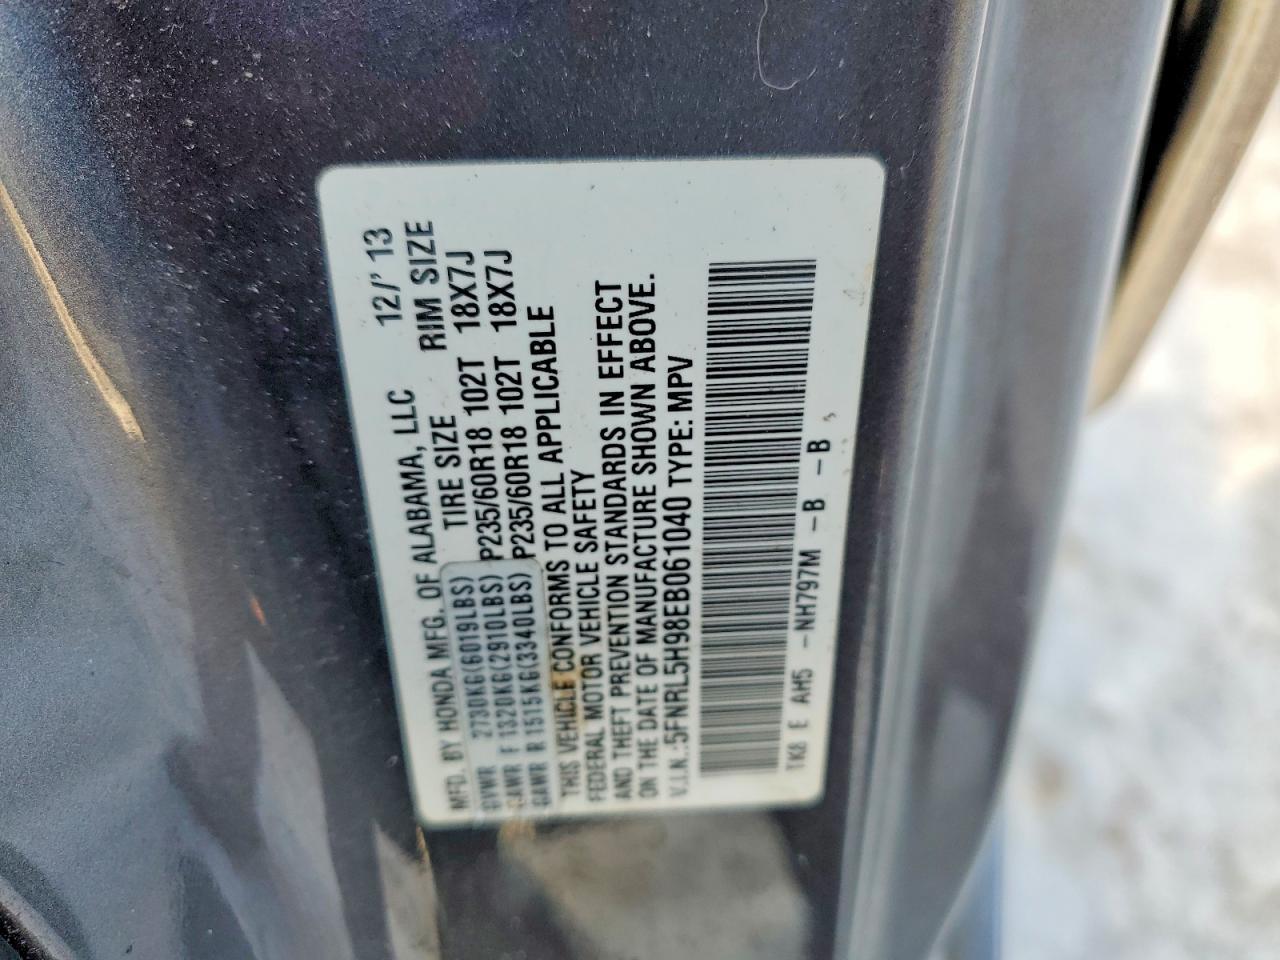 MFD. BY HONDA MFG. OF ALABAMA, LLC 12/'13
TIRE SIZE RIM SIZE
GVWR 2730KG(6019LBS)
GAWR F 1320KG(2910LBS) P235/60R18 102T 18X7J
GAWR R 1515KG(3340LBS) P235/60R18 102T 18X7J
THIS VEHICLE CONFORMS TO ALL APPLICABLE
FEDERAL MOTOR VEHICLE SAFETY
AND THEFT PREVENTION STANDARDS IN EFFECT
ON THE DATE OF MANUFACTURE SHOWN ABOVE.
V.I.N.:5FNRL5H98EB061040 TYPE: MPV
TK8 E AH5 -NH797M -B -B